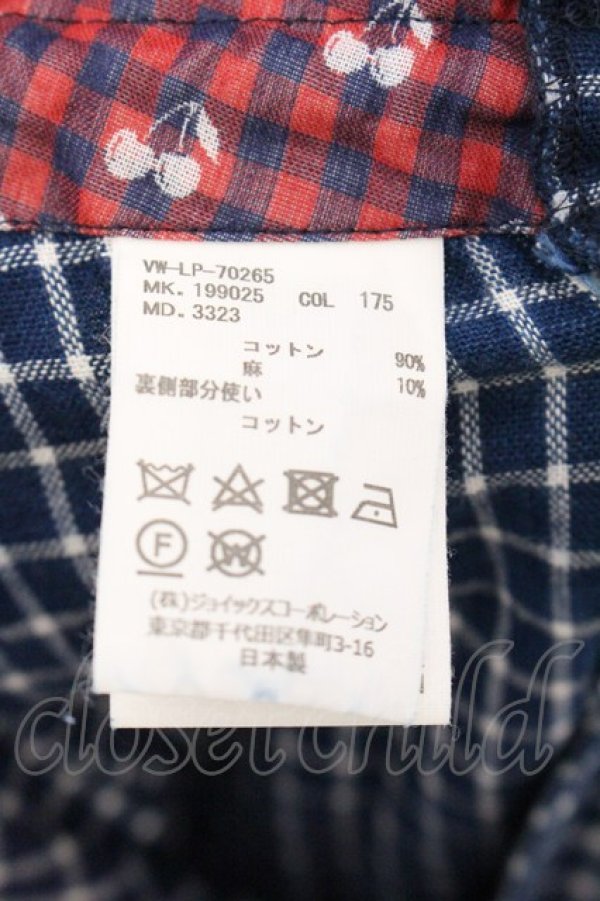 VW-LP-70265
MK. 199025 COL 175
MD. 3323
コットン 90%
麻 10%
裏側部分使い
コットン
F W
(株)ジョイックスコーポレーション
東京都千代田区隼町3-16
日本製
closet child